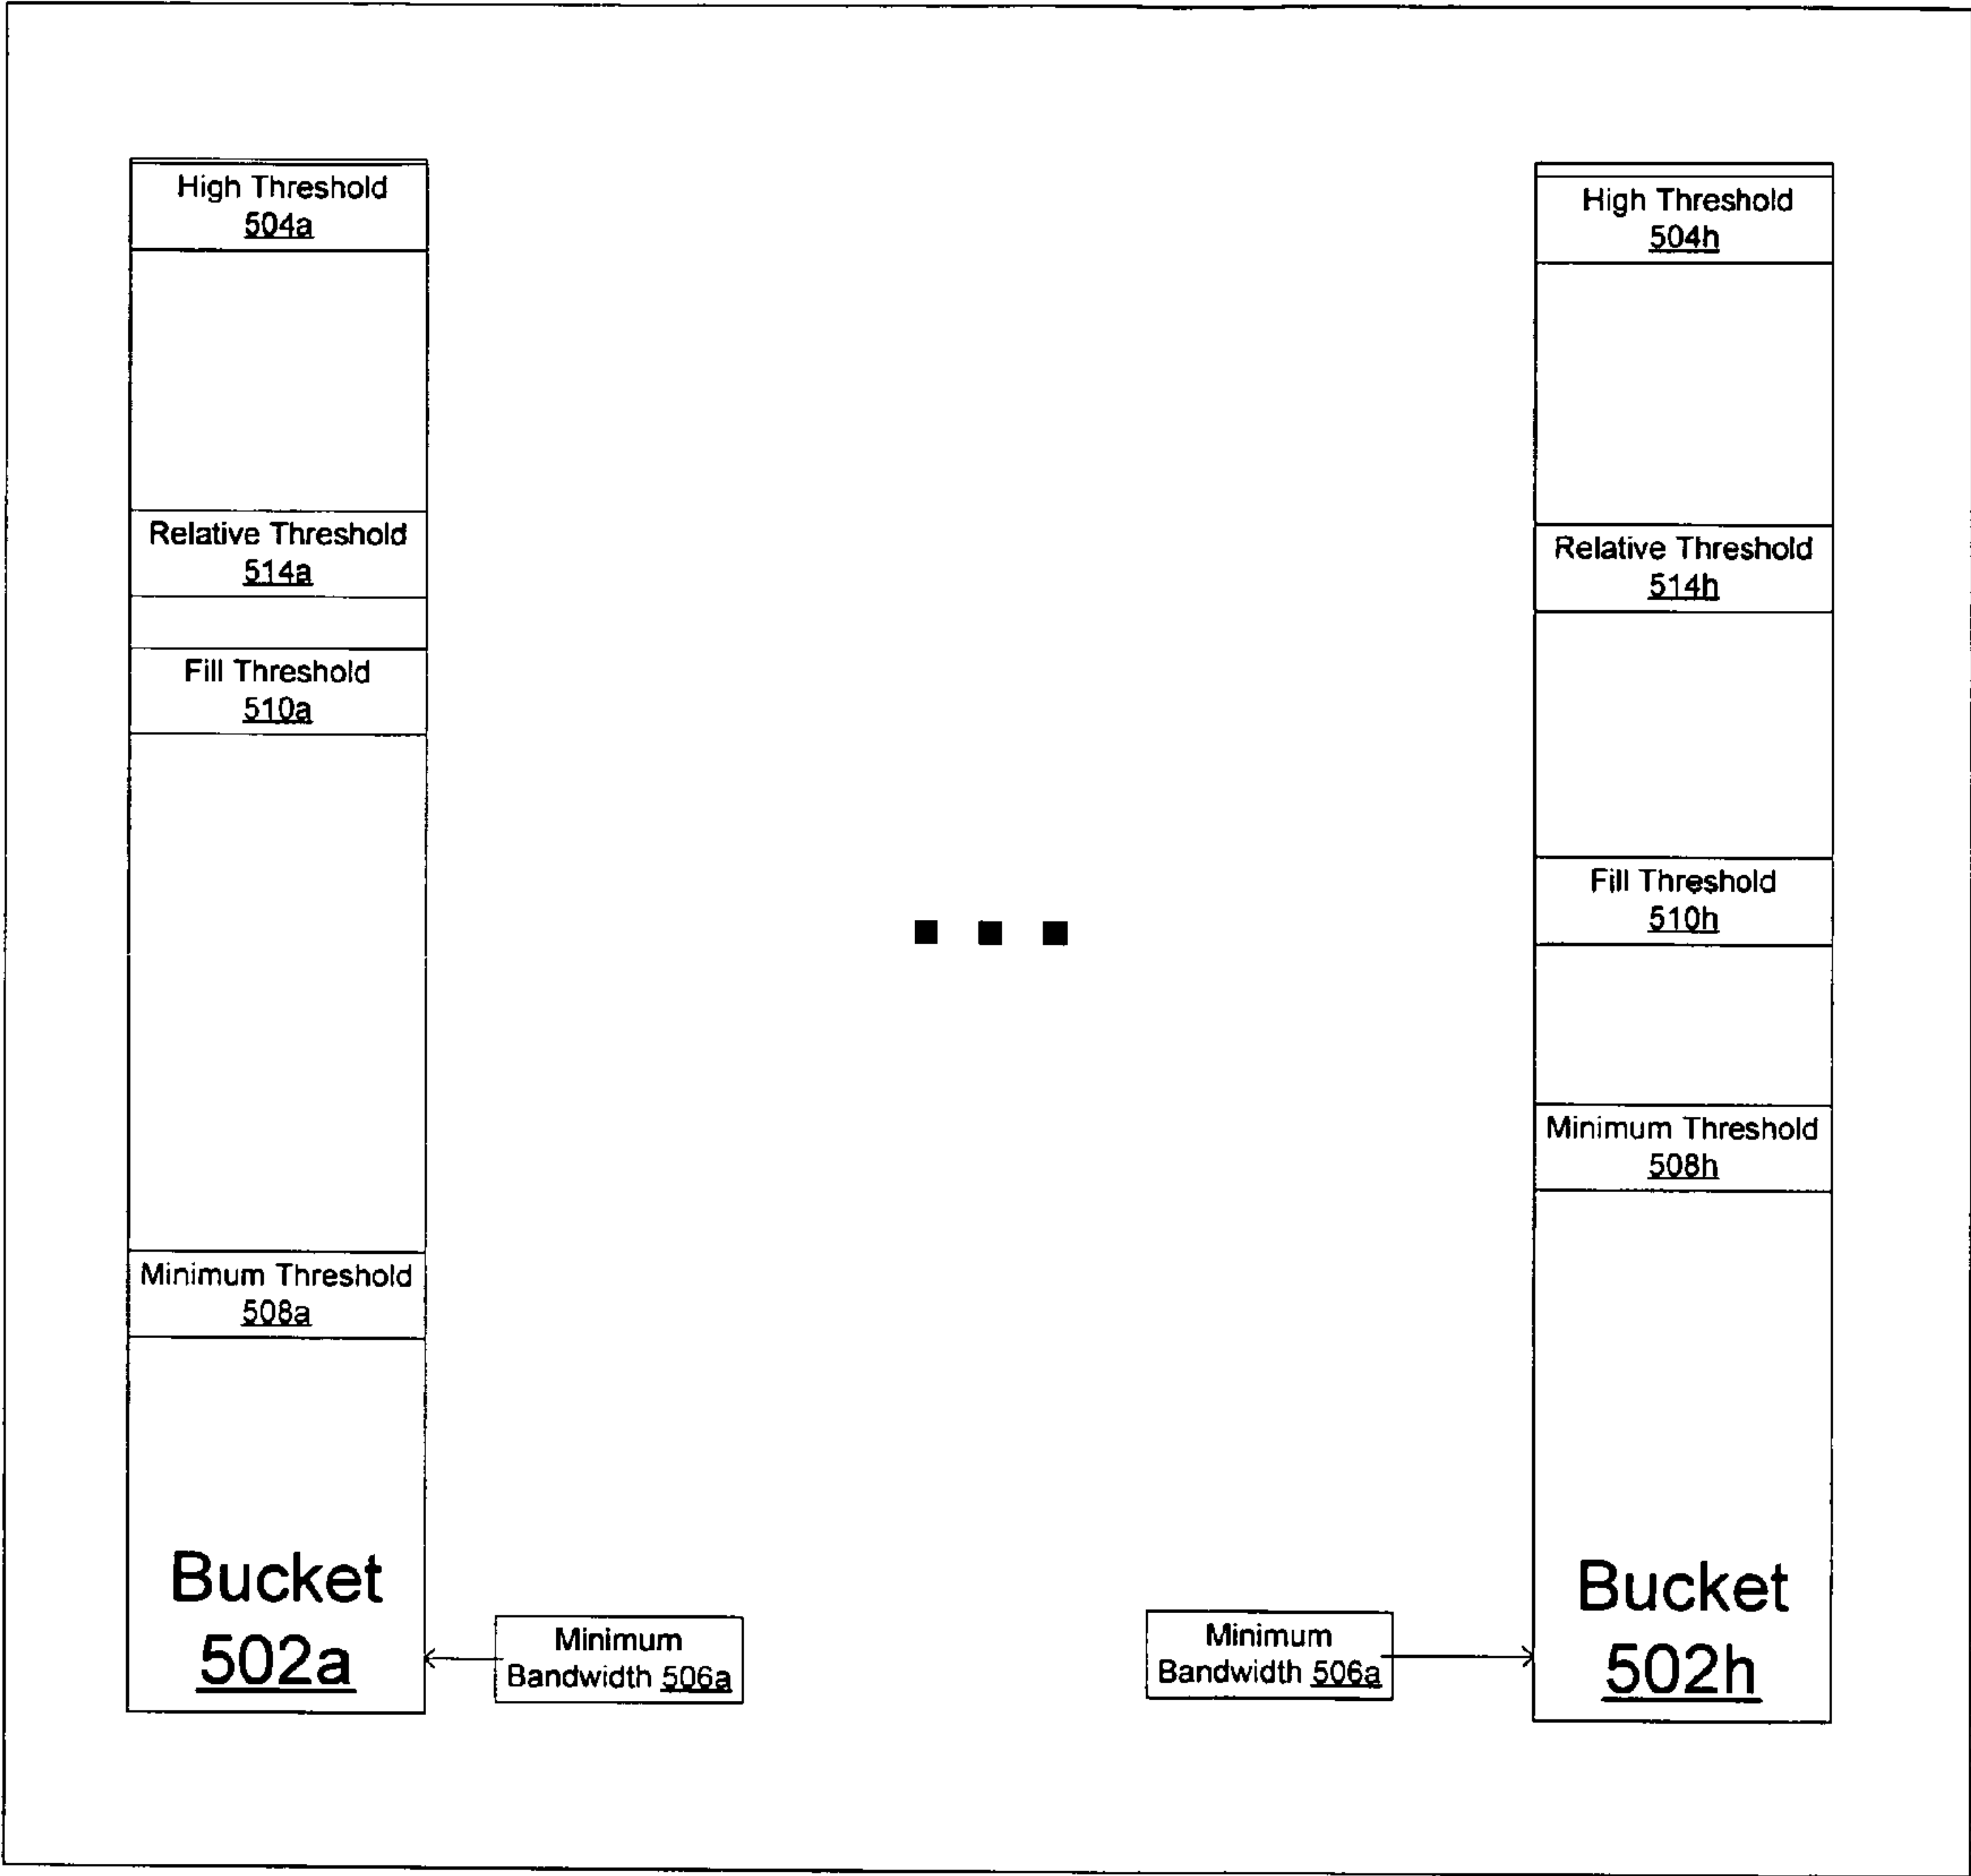 High Threshold
504a
Relative Threshold
514a
Fill Threshold
510a
Minimum Threshold
508a
Bucket
502a
Minimum
Bandwidth 506a
Minimum
Bandwidth 506a
High Threshold
504h
Relative Threshold
514h
Fill Threshold
510h
Minimum Threshold
508h
Bucket
502h